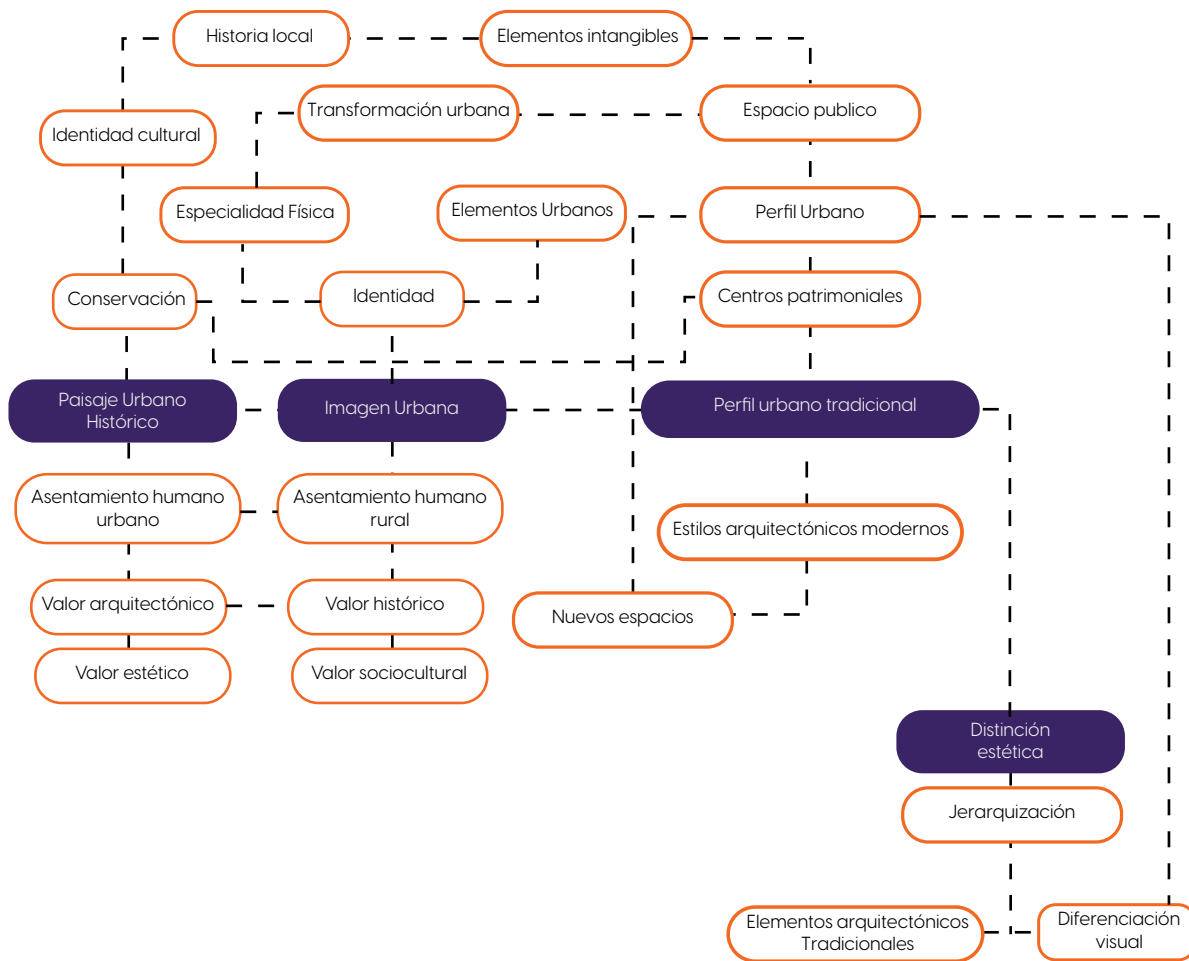 Historia local
Elementos intangibles
Transformación urbana
Espacio publico
Identidad cultural
Especialidad Física
Elementos Urbanos
Perfil Urbano
Conservación
Identidad
Centros patrimoniales
Paisaje Urbano
Histórico
Imagen Urbana
Perfil urbano tradicional
Asentamiento humano
urbano
Asentamiento humano
rural
Estilos arquitectónicos modernos
Valor arquitectónico
Valor histórico
Nuevos espacios
Valor estético
Valor sociocultural
Distinción
estética
Jerarquización
Elementos arquitectónicos
Tradicionales
Diferenciación
visual